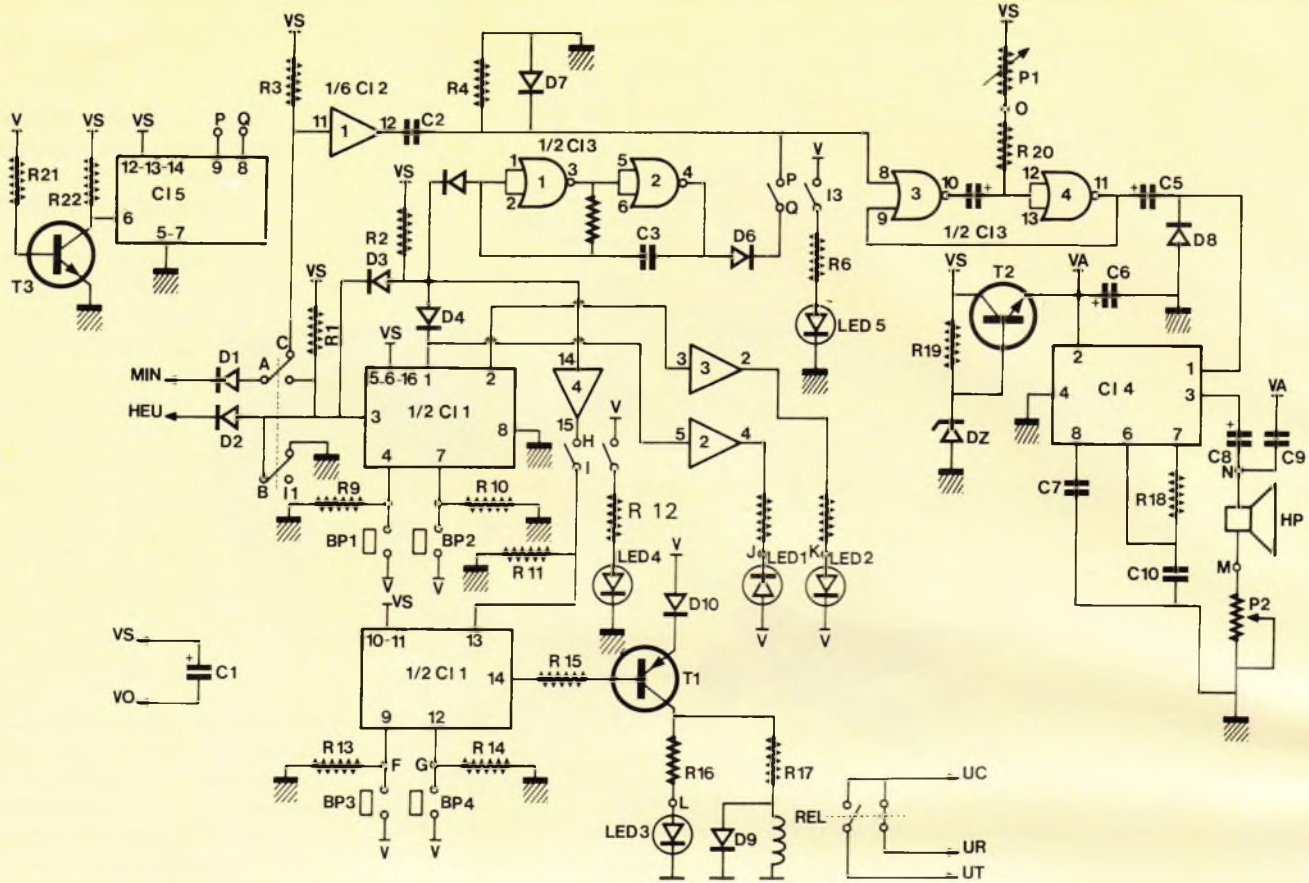 VS
VS
R3
1/6 CI 2
R4
D7
P1
O
V
VS
VS
P
Q
11
1
12
C2
1/2 CI3
R 20
R21
R22
12-13-14
9
8
CI 5
6
5-7
T3
VS
1
2
1
3
5
6
2
4
P
Q
V
I3
8
9
3
10
12
13
4
11
C5
1/2 CI3
D8
R2
D3
C3
D6
R6
VS
T2
VA
C6
VS
R1
D4
LED 5
R19
MIN
D1
A
C
VS
5.6-16
1
2
14
4
3
3
2
2
1
4
CI 4
3
VA
HEU
D2
3
1/2 CI 1
8
15
V
H
I
5
2
4
DZ
8
6
7
C8
C9
N
B
I1
4
7
R9
R 10
R 12
C7
R18
HP
BP1
BP2
R 11
V
V
J
LED1
K
LED2
C10
M
LED4
V
D10
V
V
P2
VS
VS
10-11
13
C1
VO
1/2 CI 1
14
R 15
T1
9
12
R 13
F
G
R 14
R16
R17
UC
BP3
BP4
L
REL
LED3
D9
UR
V
V
UT